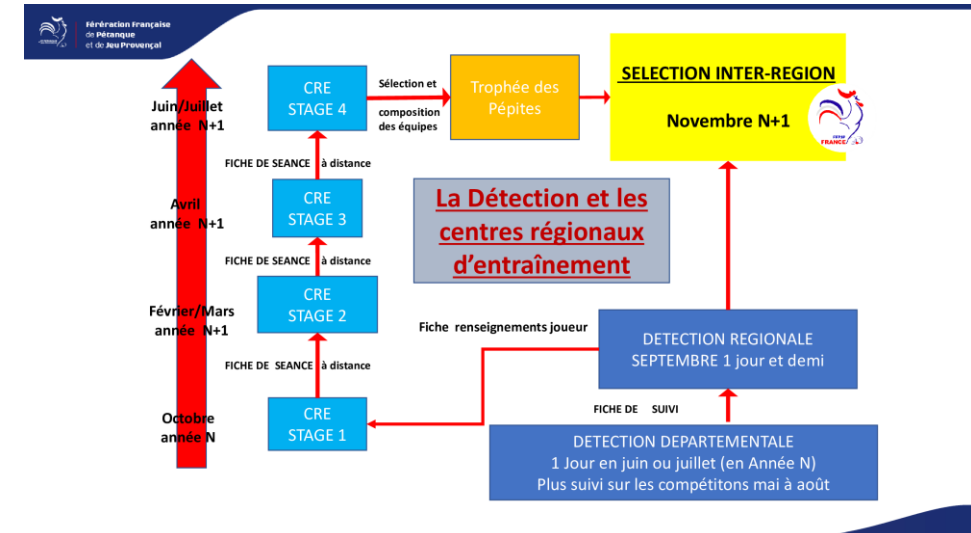 Férération Française
de Pétanque
et de Jeu Provençal
Juin/Juillet
année N+1
CRE
STAGE 4
Sélection et
composition
des équipes
Trophée des
Pépites
SELECTION INTER-REGION
Novembre N+1
FRANCE
FICHE DE SEANCE à distance
Avril
année N+1
CRE
STAGE 3
La Détection et les
centres régionaux
d'entraînement
FICHE DE SEANCE à distance
Février/Mars
année N+1
CRE
STAGE 2
Fiche renseignements joueur
DETECTION REGIONALE
SEPTEMBRE 1 jour et demi
FICHE DE SEANCE à distance
FICHE DE SUIVI
Octobre
année N
CRE
STAGE 1
DETECTION DEPARTEMENTALE
1 Jour en juin ou juillet (en Année N)
Plus suivi sur les compétitons mai à août